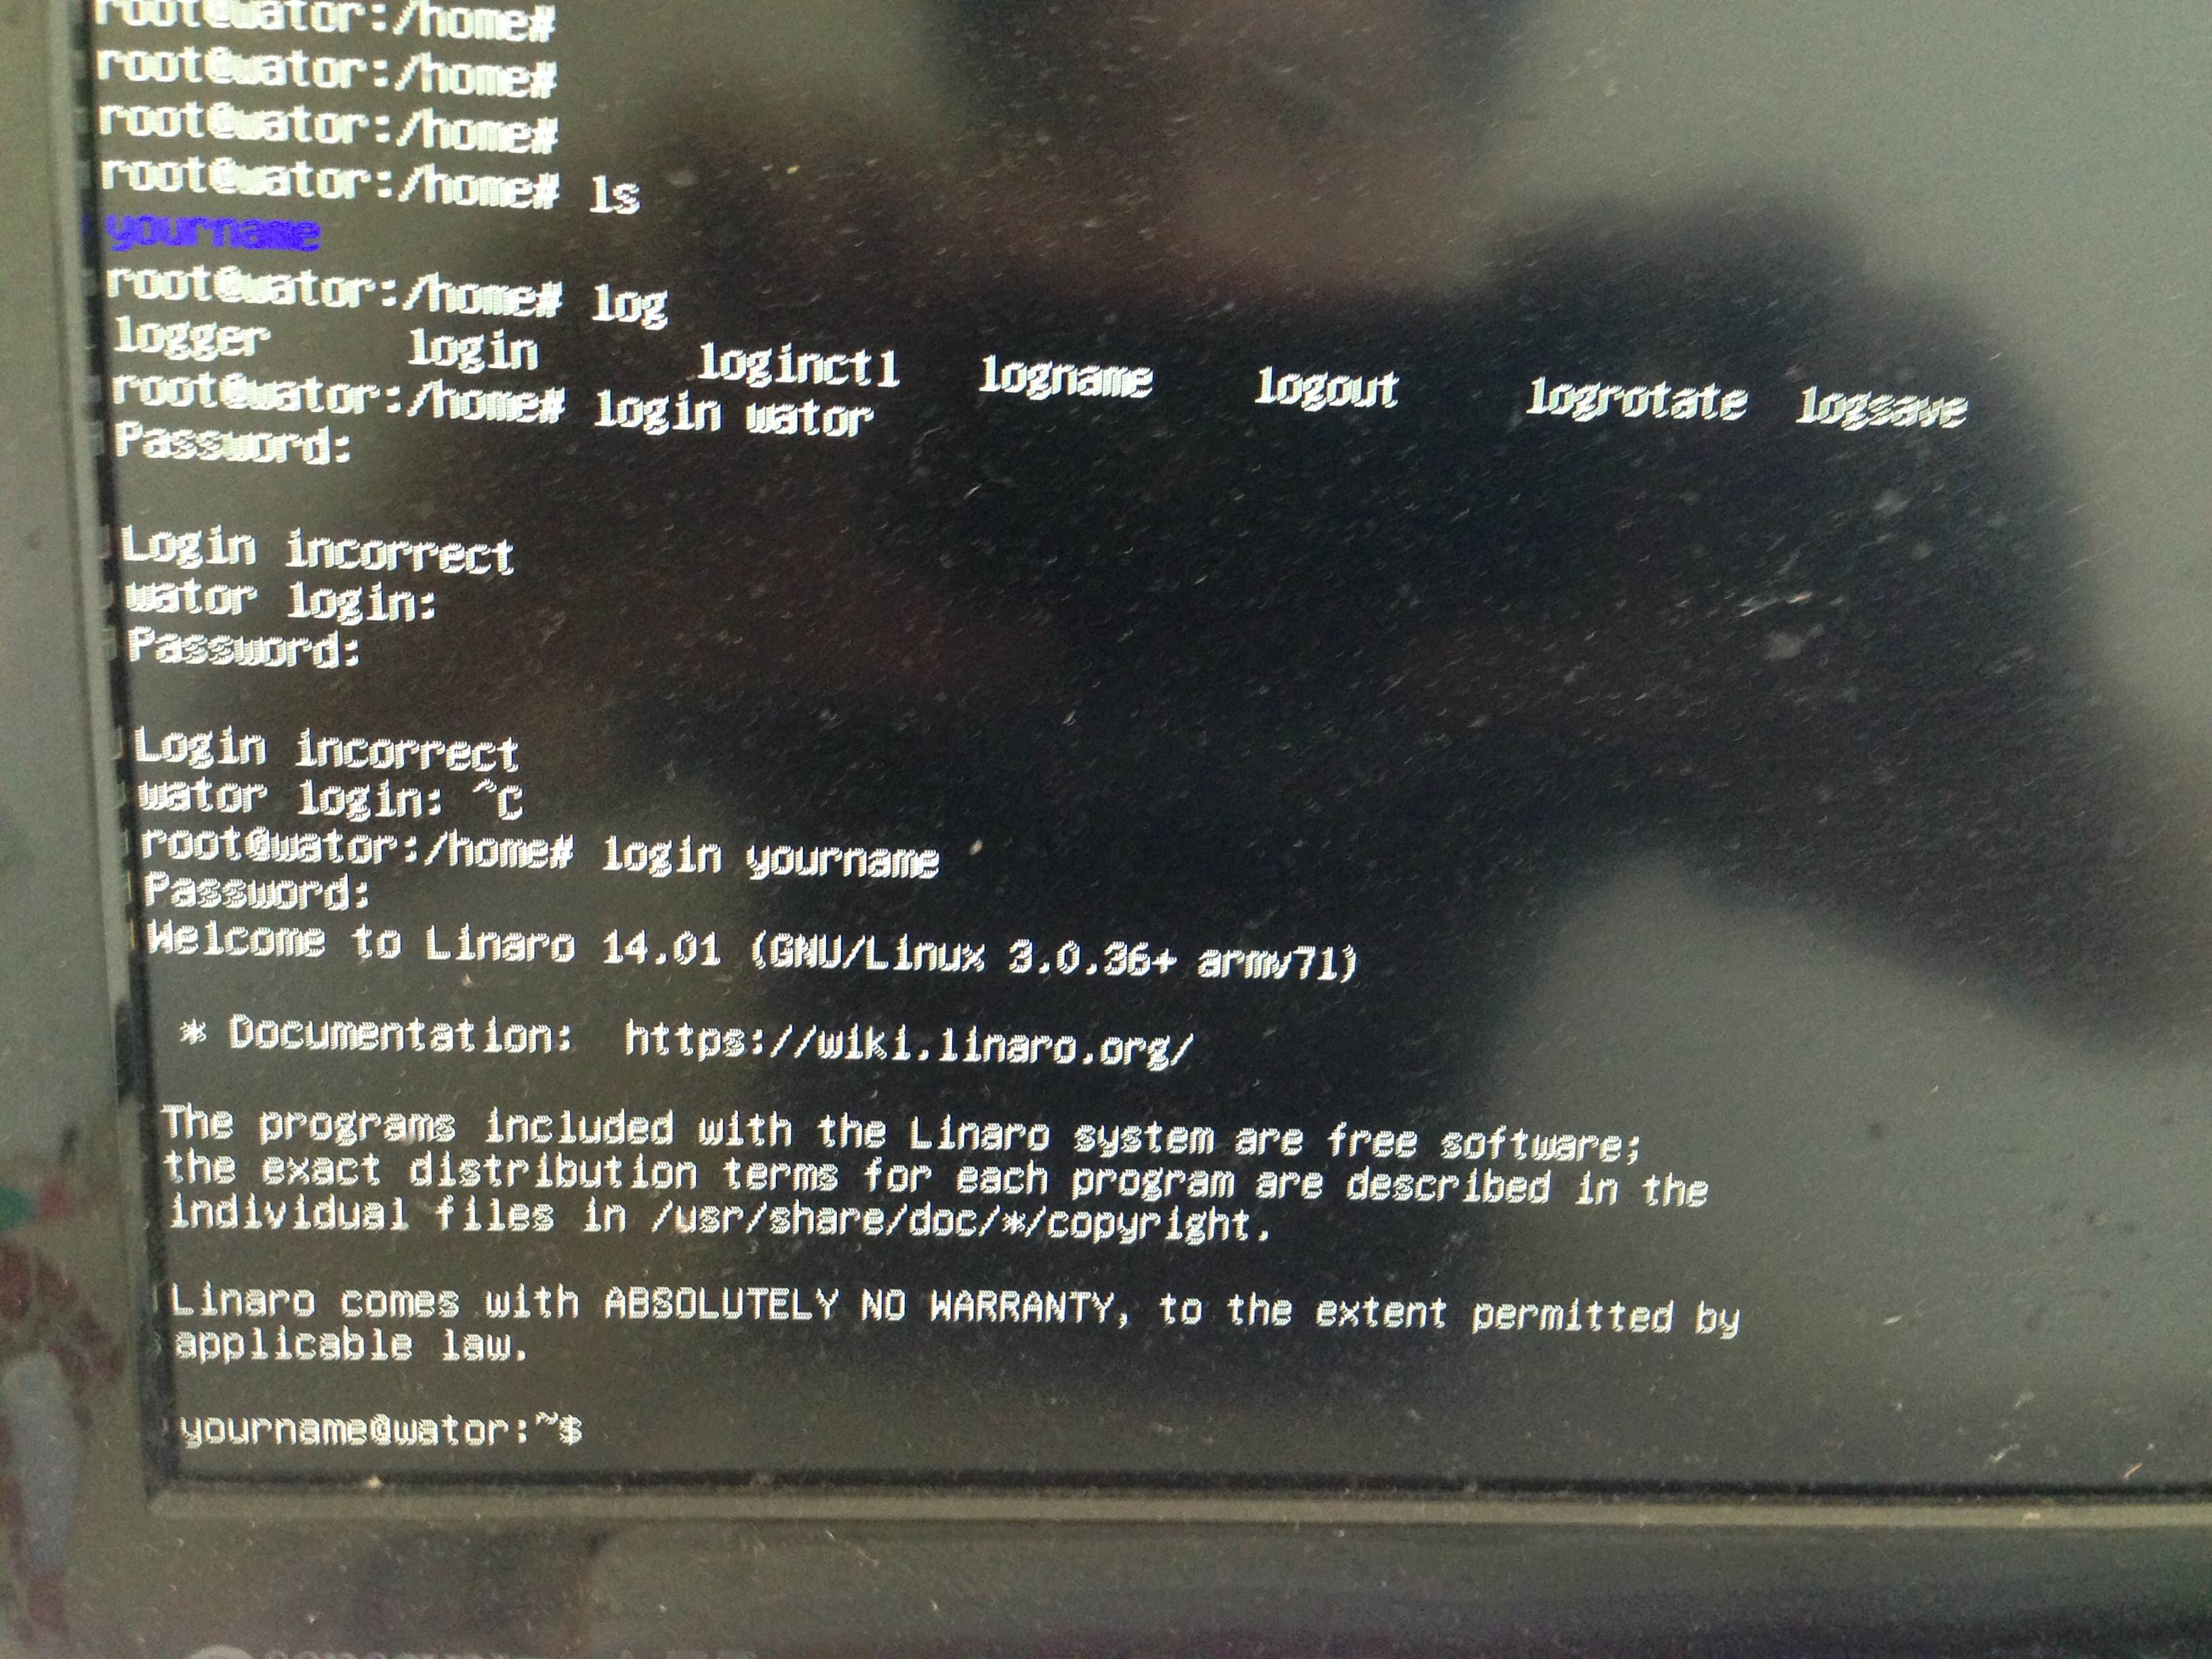 root@wator:/home#
root@wator:/home#
root@wator:/home#
root@wator:/home# ls
yourname
root@wator:/home# log
logger login loginctl logname logout logrotate logsave
root@wator:/home# login wator
Password:
Login incorrect
wator login:
Password:
Login incorrect
wator login: ^C
root@wator:/home# login yourname
Password:
Welcome to Linaro 14.01 (GNU/Linux 3.0.36+ armv7l)
* Documentation: https://wiki.linaro.org/
The programs included with the Linaro system are free software;
the exact distribution terms for each program are described in the
individual files in /usr/share/doc/*/copyright.
Linaro comes with ABSOLUTELY NO WARRANTY, to the extent permitted by
applicable law.
yourname@wator:~$